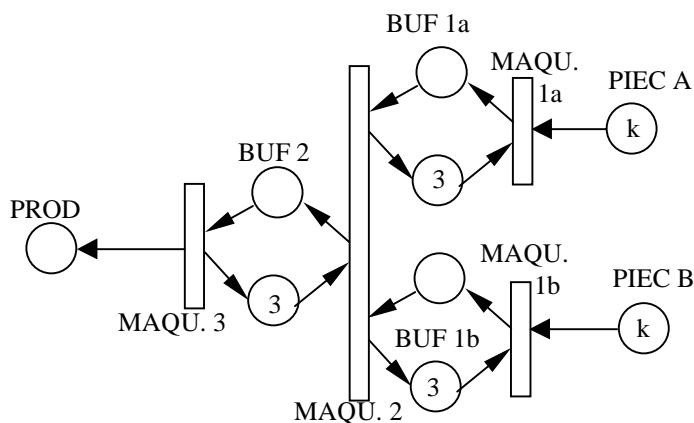 BUF 1a
MAQU.
1a
PIEC A
k
3
BUF 2
PROD
3
MAQU. 3
MAQU.
1b
PIEC B
k
BUF 1b
3
MAQU. 2